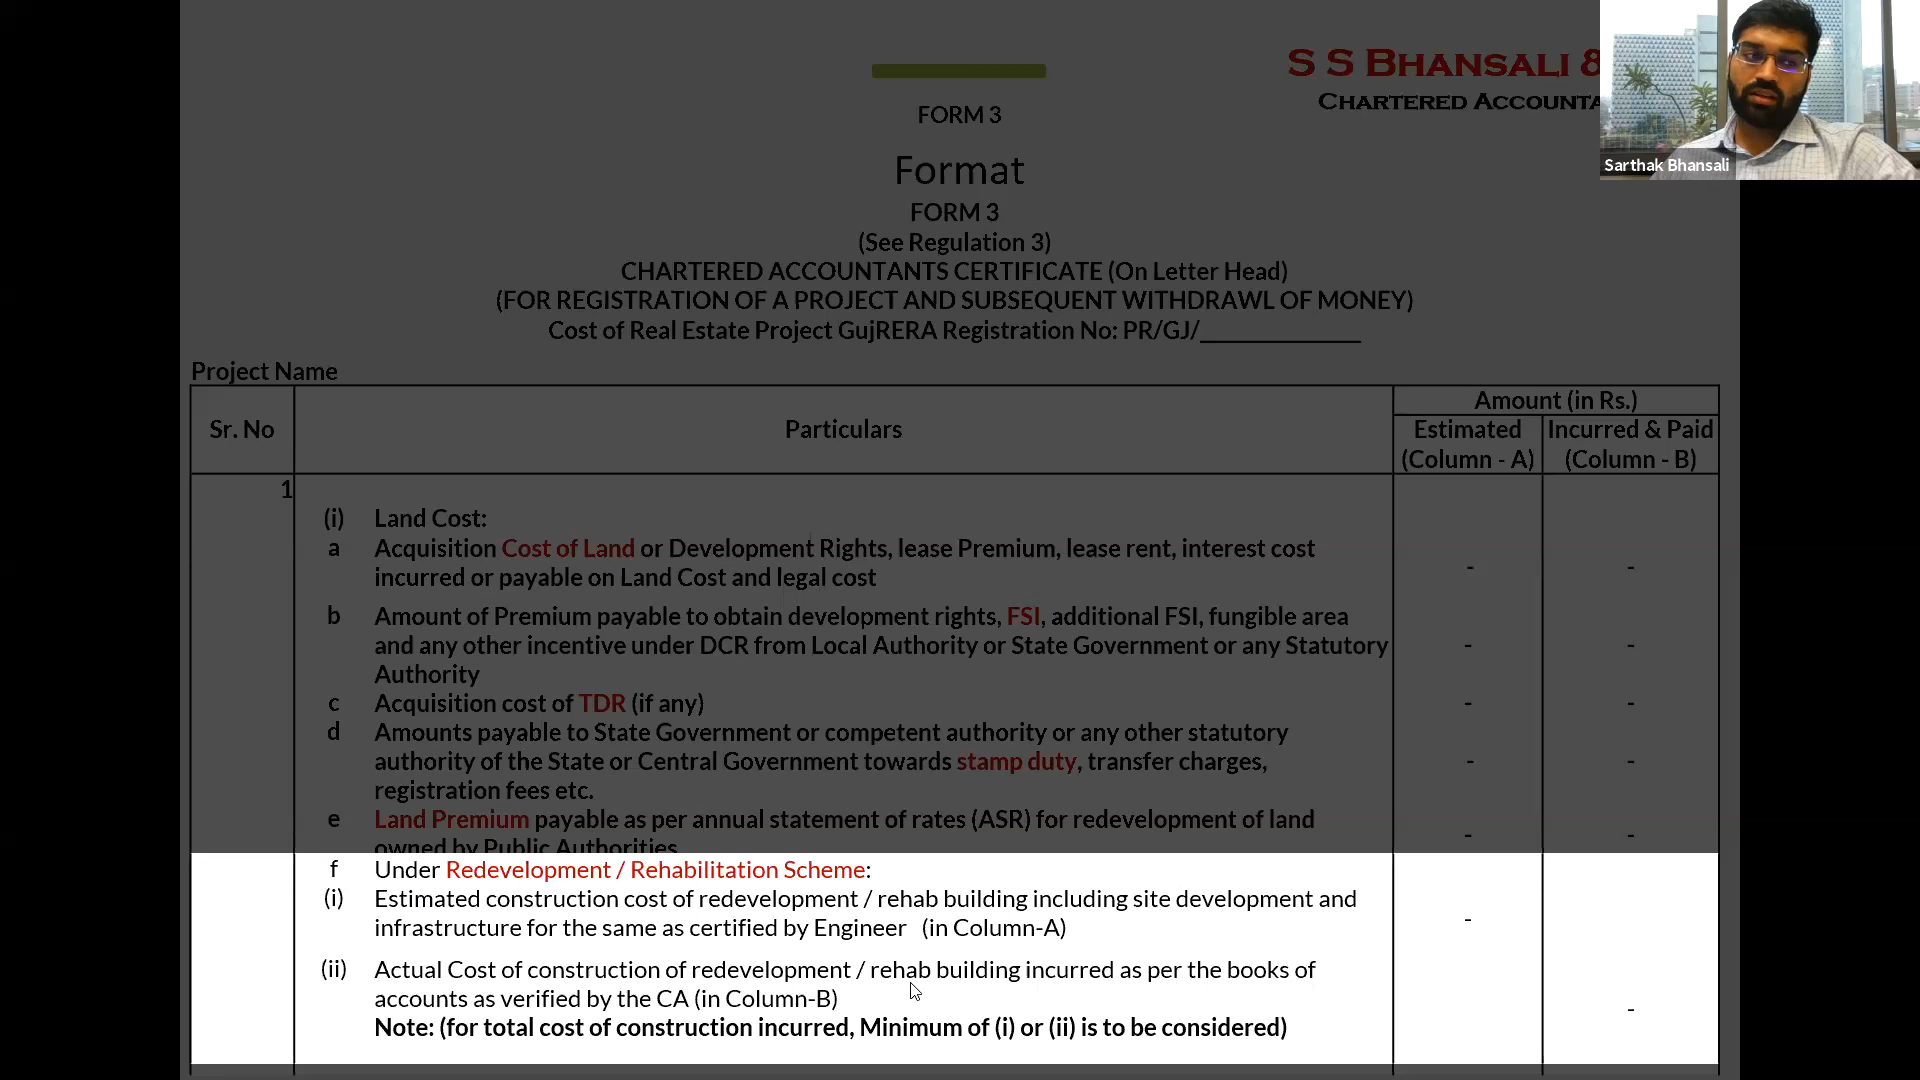 S S BHANSALI &
CHARTERED ACCOUNTA
Sarthak Bhansali
FORM 3
Format
FORM 3
(See Regulation 3)
CHARTERED ACCOUNTANTS CERTIFICATE (On Letter Head)
(FOR REGISTRATION OF A PROJECT AND SUBSEQUENT WITHDRAWL OF MONEY)
Cost of Real Estate Project GujRERA Registration No: PR/GJ/_____________
Project Name
Sr. No
Particulars
Amount (in Rs.)
Estimated
(Column - A)
Incurred & Paid
(Column - B)
1
(i) Land Cost:
a Acquisition Cost of Land or Development Rights, lease Premium, lease rent, interest cost
incurred or payable on Land Cost and legal cost - -
b Amount of Premium payable to obtain development rights, FSI, additional FSI, fungible area
and any other incentive under DCR from Local Authority or State Government or any Statutory - -
Authority
c Acquisition cost of TDR (if any) - -
d Amounts payable to State Government or competent authority or any other statutory
authority of the State or Central Government towards stamp duty, transfer charges, - -
registration fees etc.
e Land Premium payable as per annual statement of rates (ASR) for redevelopment of land
owned by Public Authorities - -
f Under Redevelopment / Rehabilitation Scheme:
(i) Estimated construction cost of redevelopment / rehab building including site development and
infrastructure for the same as certified by Engineer (in Column-A) -
(ii) Actual Cost of construction of redevelopment / rehab building incurred as per the books of
accounts as verified by the CA (in Column-B) -
Note: (for total cost of construction incurred, Minimum of (i) or (ii) is to be considered)